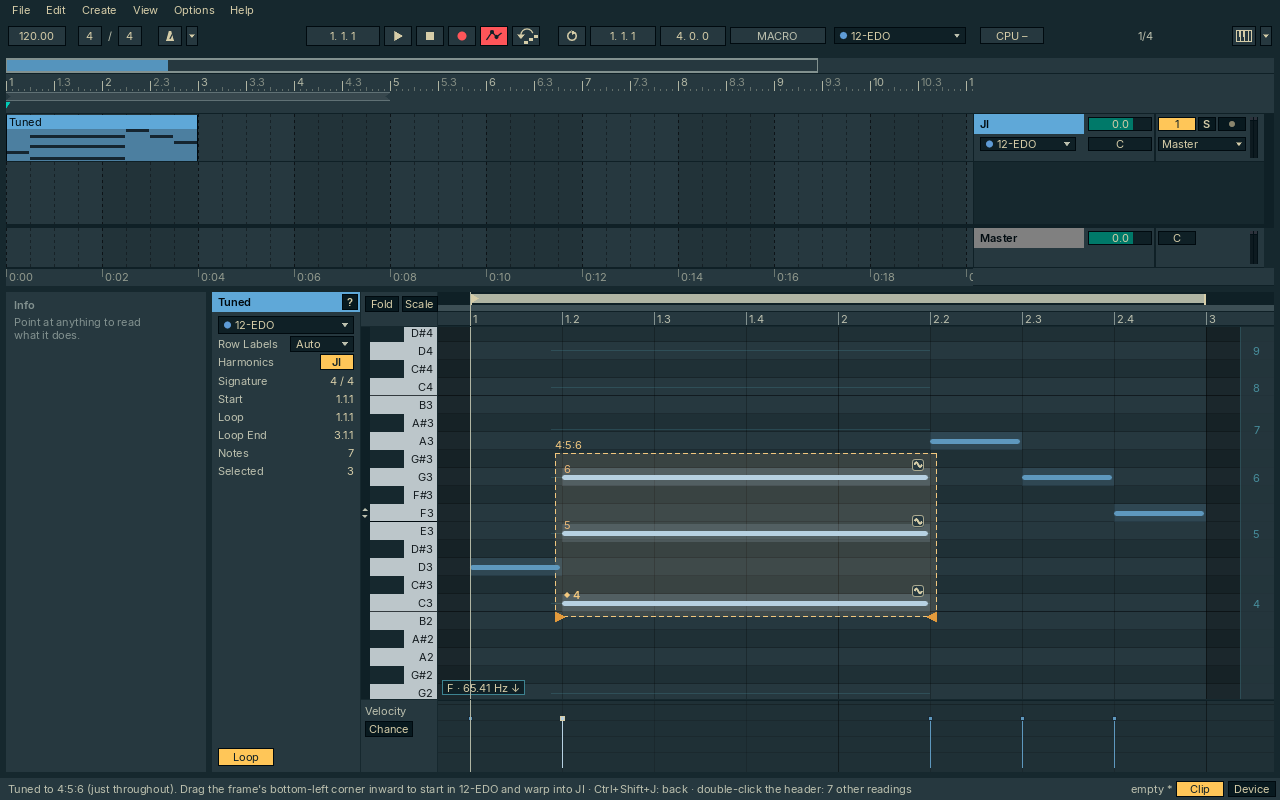 File Edit Create View Options Help
120.00 4 / 4 1. 1. 1 1. 1. 1 4. 0. 0 MACRO 12-EDO CPU – 1/4
1 1.3 2 2.3 3 3.3 4 4.3 5 5.3 6 6.3 7 7.3 8 8.3 9 9.3 10 10.3 1
Tuned
JI 0.0 1 S
12-EDO C Master
Master 0.0 C
0:00 0:02 0:04 0:06 0:08 0:10 0:12 0:14 0:16 0:18
Info
Point at anything to read
what it does.
Tuned ?
12-EDO
Row Labels Auto
Harmonics JI
Signature 4 / 4
Start 1.1.1
Loop 1.1.1
Loop End 3.1.1
Notes 7
Selected 3
Loop
Fold Scale
1 1.2 1.3 1.4 2 2.2 2.3 2.4 3
D#4
D4 9
C#4
C4 8
B3
A#3 7
A3
4:5:6
G#3
6
G3 6
F#3
F3
5
E3 5
D#3
D3
C#3
4
C3 4
B2
A#2
A2
G#2
G2
F · 65.41 Hz ↓
Velocity
Chance
Tuned to 4:5:6 (just throughout). Drag the frame's bottom-left corner inward to start in 12-EDO and warp into JI · Ctrl+Shift+J: back · double-click the header: 7 other readings
empty * Clip Device